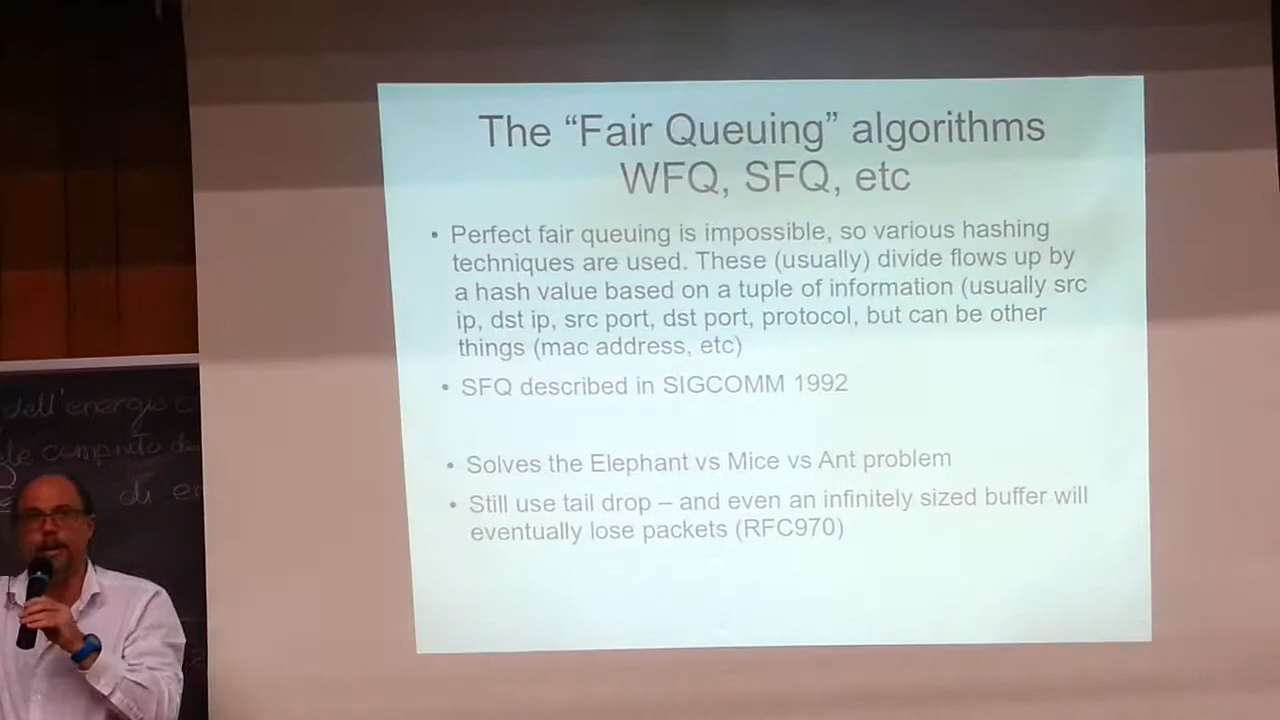 The “Fair Queuing” algorithms
WFQ, SFQ, etc
• Perfect fair queuing is impossible, so various hashing
techniques are used. These (usually) divide flows up by
a hash value based on a tuple of information (usually src
ip, dst ip, src port, dst port, protocol, but can be other
things (mac address, etc)
• SFQ described in SIGCOMM 1992
• Solves the Elephant vs Mice vs Ant problem
• Still use tail drop – and even an infinitely sized buffer will
eventually lose packets (RFC970)
dell'energia
computo
di